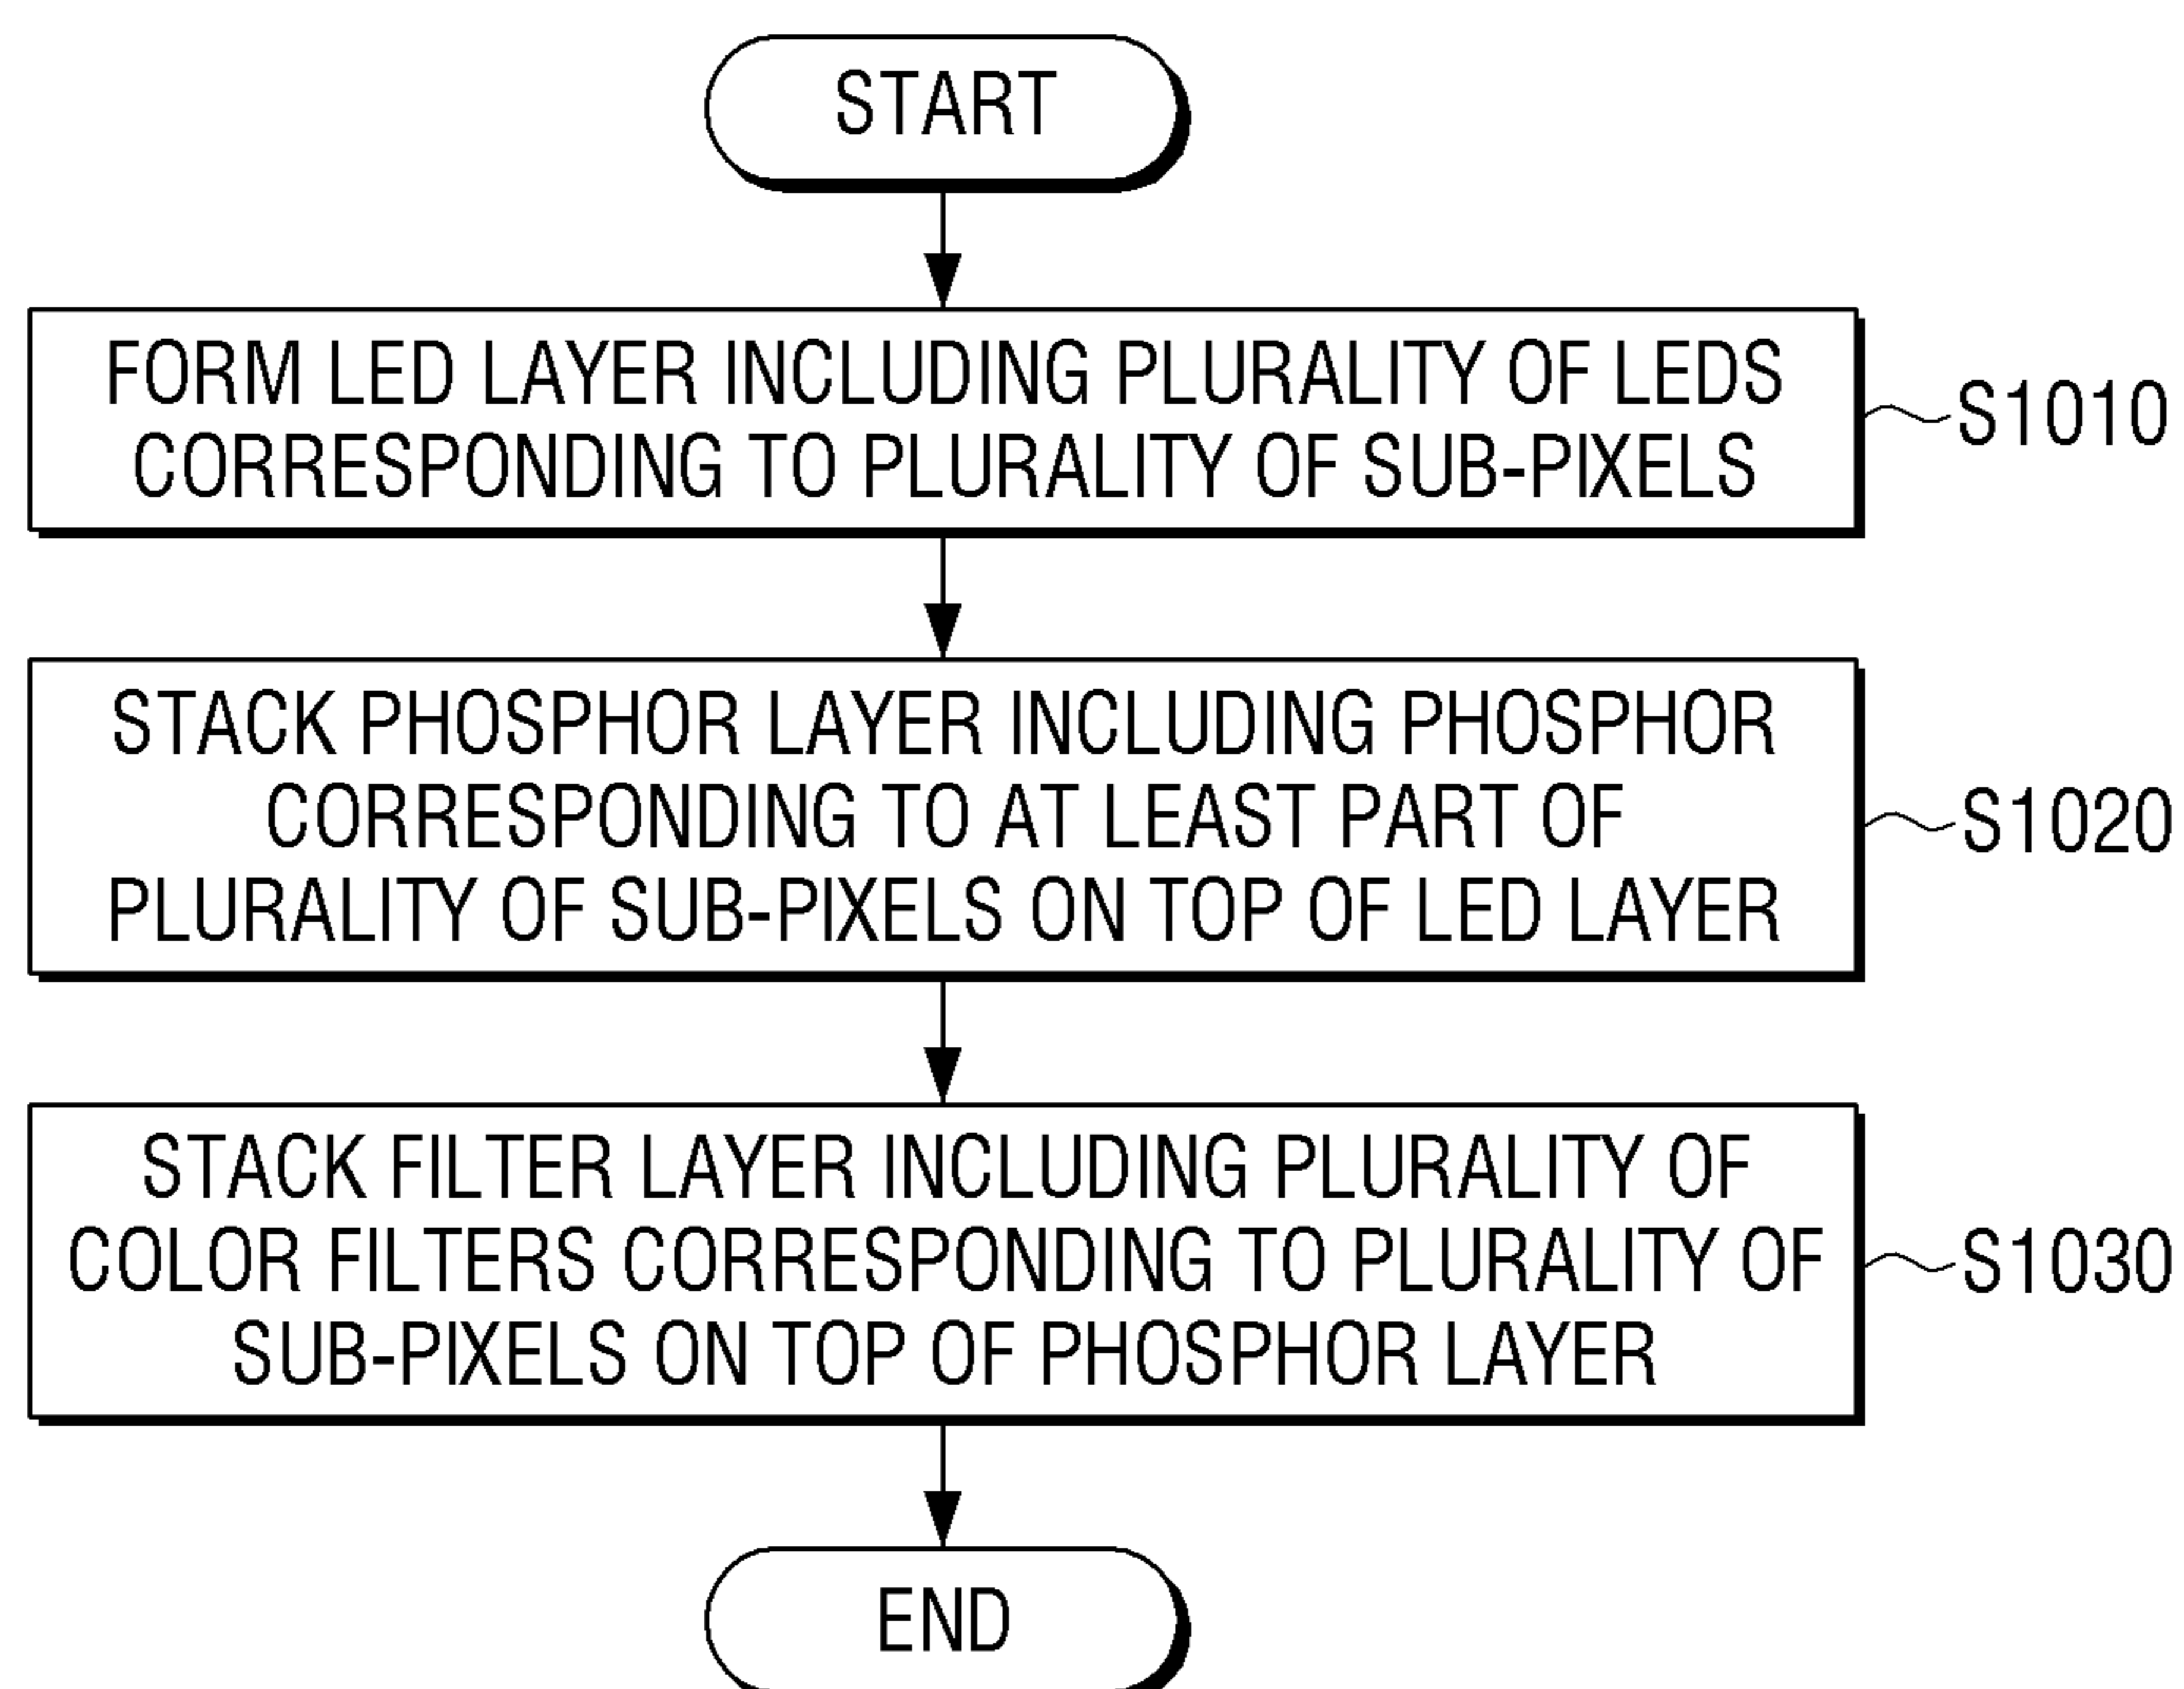 START
FORM LED LAYER INCLUDING PLURALITY OF LEDS
CORRESPONDING TO PLURALITY OF SUB-PIXELS
S1010
STACK PHOSPHOR LAYER INCLUDING PHOSPHOR
CORRESPONDING TO AT LEAST PART OF
PLURALITY OF SUB-PIXELS ON TOP OF LED LAYER
S1020
STACK FILTER LAYER INCLUDING PLURALITY OF
COLOR FILTERS CORRESPONDING TO PLURALITY OF
SUB-PIXELS ON TOP OF PHOSPHOR LAYER
S1030
END